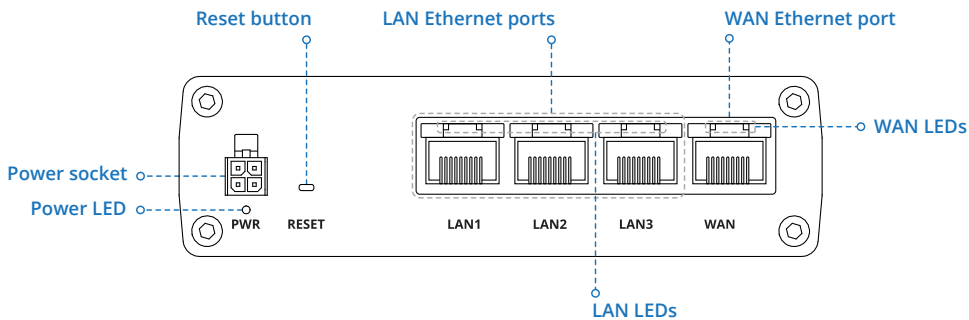 Reset button
LAN Ethernet ports
WAN Ethernet port
WAN LEDs
Power socket
Power LED
PWR
RESET
LAN1
LAN2
LAN3
WAN
LAN LEDs